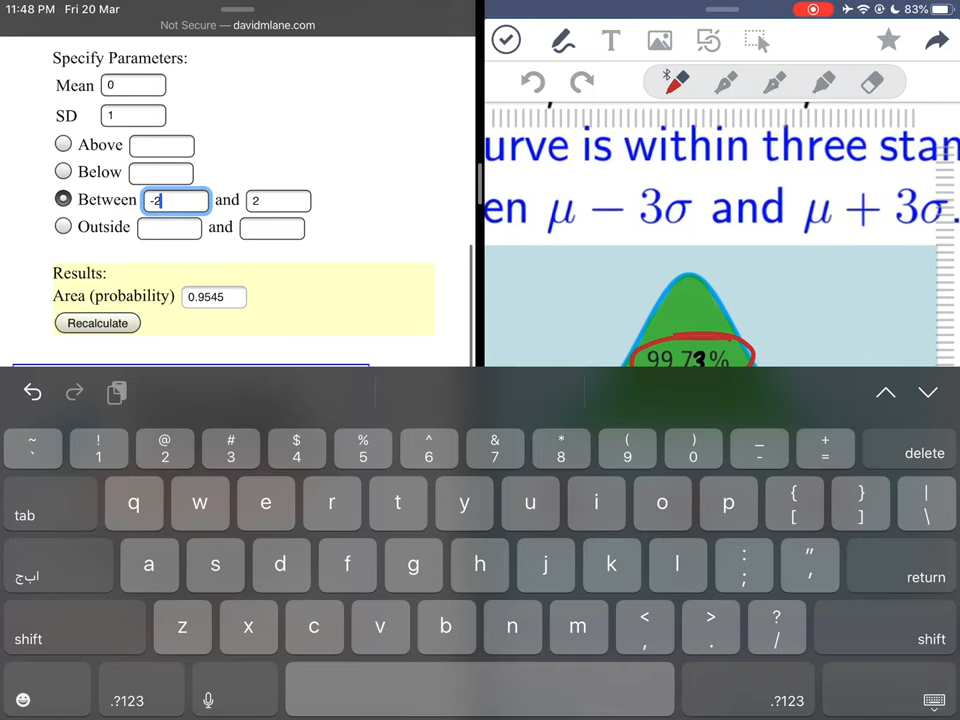 11:48 PM Fri 20 Mar
83%
Not Secure — davidmlane.com
Specify Parameters:
Mean 0
SD 1
Above
Below
Between -2 and 2
Outside and
Results:
Area (probability) 0.9545
Recalculate
T
urve is within three stan
en μ − 3σ and μ + 3σ.
99.73%
~ ! @ # $ % ^ & * ( ) _ +
` 1 2 3 4 5 6 7 8 9 0 - = delete
tab q w e r t y u i o p { [ } ] | \
ابج a s d f g h j k l : ; " ' return
shift z x c v b n m < , > . ? / shift
.?123 .?123